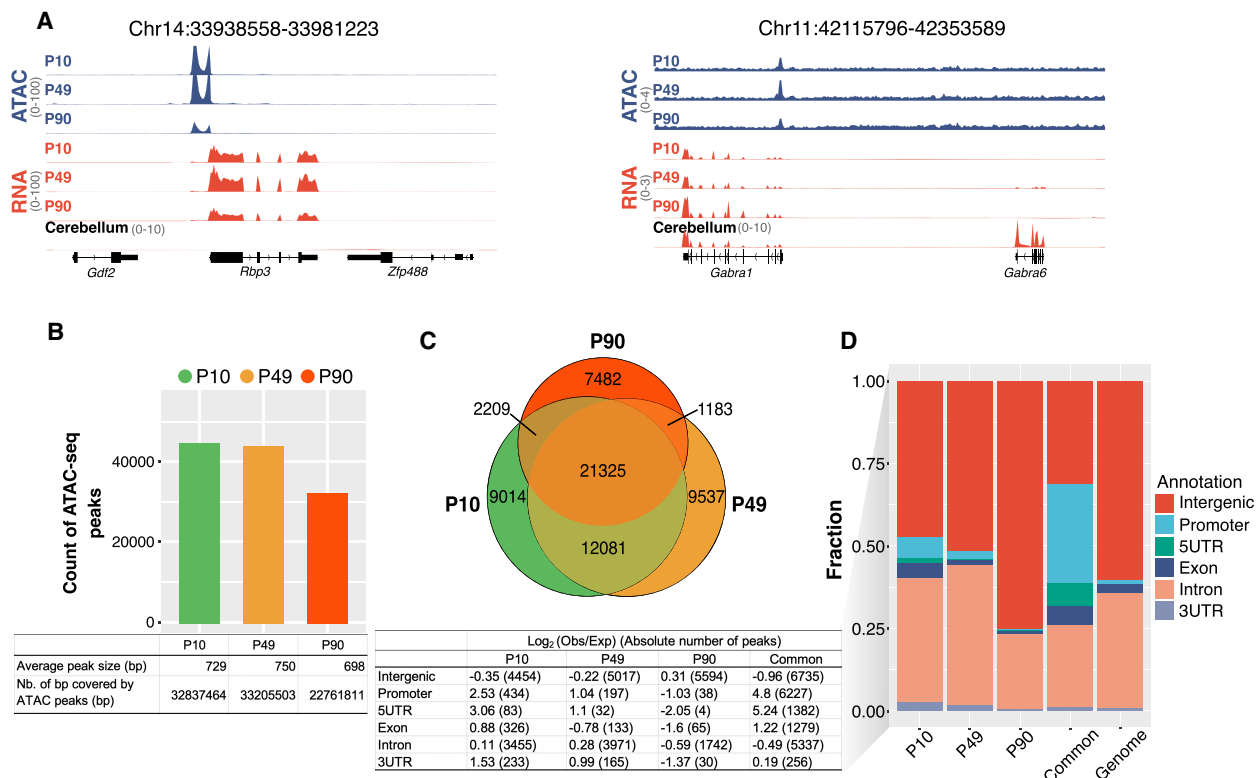 A
Chr14:33938558-33981223
Chr11:42115796-42353589
ATAC
(0-100)
P10
P49
P90
RNA
(0-100)
P10
P49
P90
Cerebellum (0-10)
Gdf2
Rbp3
Zfp488
ATAC
(0-4)
P10
P49
P90
RNA
(0-3)
P10
P49
P90
Cerebellum (0-10)
Gabra1
Gabra6
B
P10 P49 P90
Count of ATAC-seq
peaks
40000
20000
0
P10 P49 P90
Average peak size (bp) 729 750 698
Nb. of bp covered by
ATAC peaks (bp) 32837464 33205503 22761811
C
P90
7482
2209
1183
21325
P10
9014
9537
P49
12081
Log2 (Obs/Exp) (Absolute number of peaks)
P10 P49 P90 Common
Intergenic -0.35 (4454) -0.22 (5017) 0.31 (5594) -0.96 (6735)
Promoter 2.53 (434) 1.04 (197) -1.03 (38) 4.8 (6227)
5UTR 3.06 (83) 1.1 (32) -2.05 (4) 5.24 (1382)
Exon 0.88 (326) -0.78 (133) -1.6 (65) 1.22 (1279)
Intron 0.11 (3455) 0.28 (3971) -0.59 (1742) -0.49 (5337)
3UTR 1.53 (233) 0.99 (165) -1.37 (30) 0.19 (256)
D
Fraction
1.00
0.75
0.50
0.25
0.00
P10
P49
P90
Common
Genome
Annotation
Intergenic
Promoter
5UTR
Exon
Intron
3UTR